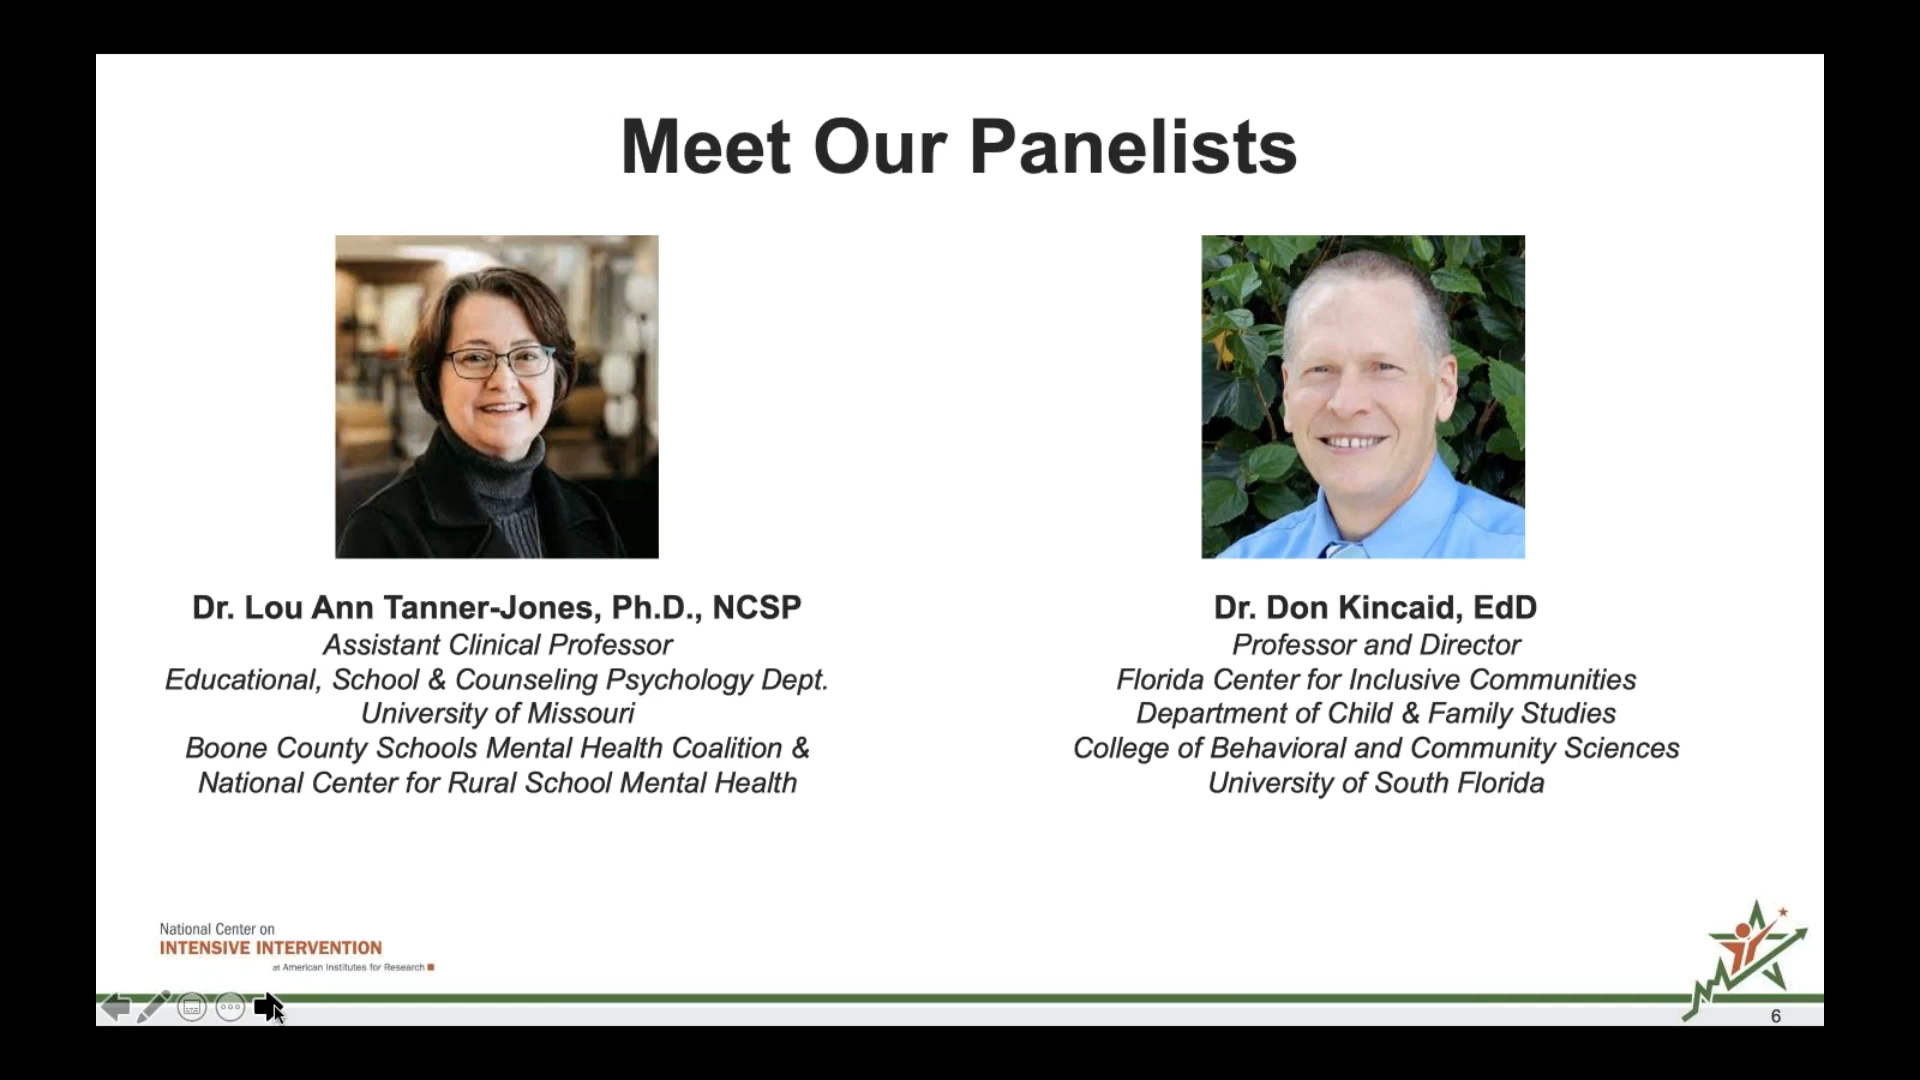 Meet Our Panelists
Dr. Lou Ann Tanner-Jones, Ph.D., NCSP
Assistant Clinical Professor
Educational, School & Counseling Psychology Dept.
University of Missouri
Boone County Schools Mental Health Coalition &
National Center for Rural School Mental Health
Dr. Don Kincaid, EdD
Professor and Director
Florida Center for Inclusive Communities
Department of Child & Family Studies
College of Behavioral and Community Sciences
University of South Florida
National Center on
INTENSIVE INTERVENTION
at American Institutes for Research
6